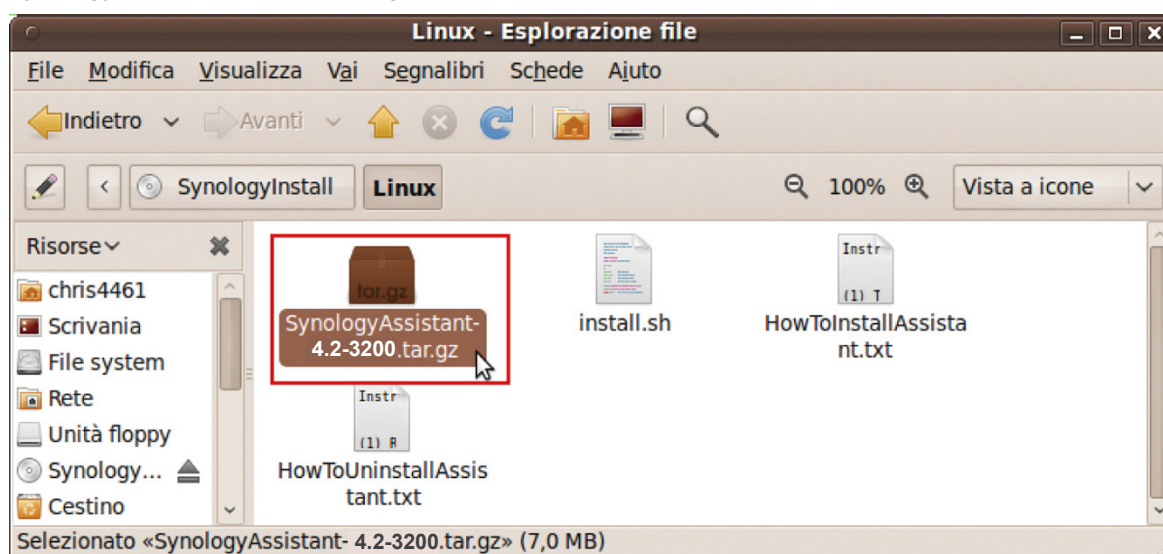 Linux - Esplorazione file
File Modifica Visualizza Vai Segnalibri Schede Aiuto
Indietro Avanti
SynologyInstall Linux 100% Vista a icone
Risorse
chris4461
Scrivania
File system
Rete
Unità floppy
Synology...
Cestino
tar.gz
SynologyAssistant-
4.2-3200.tar.gz
install.sh
Instr
(1) T
HowToInstallAssista
nt.txt
Instr
(1) R
HowToUninstallAssis
tant.txt
Selezionato «SynologyAssistant- 4.2-3200.tar.gz» (7,0 MB)